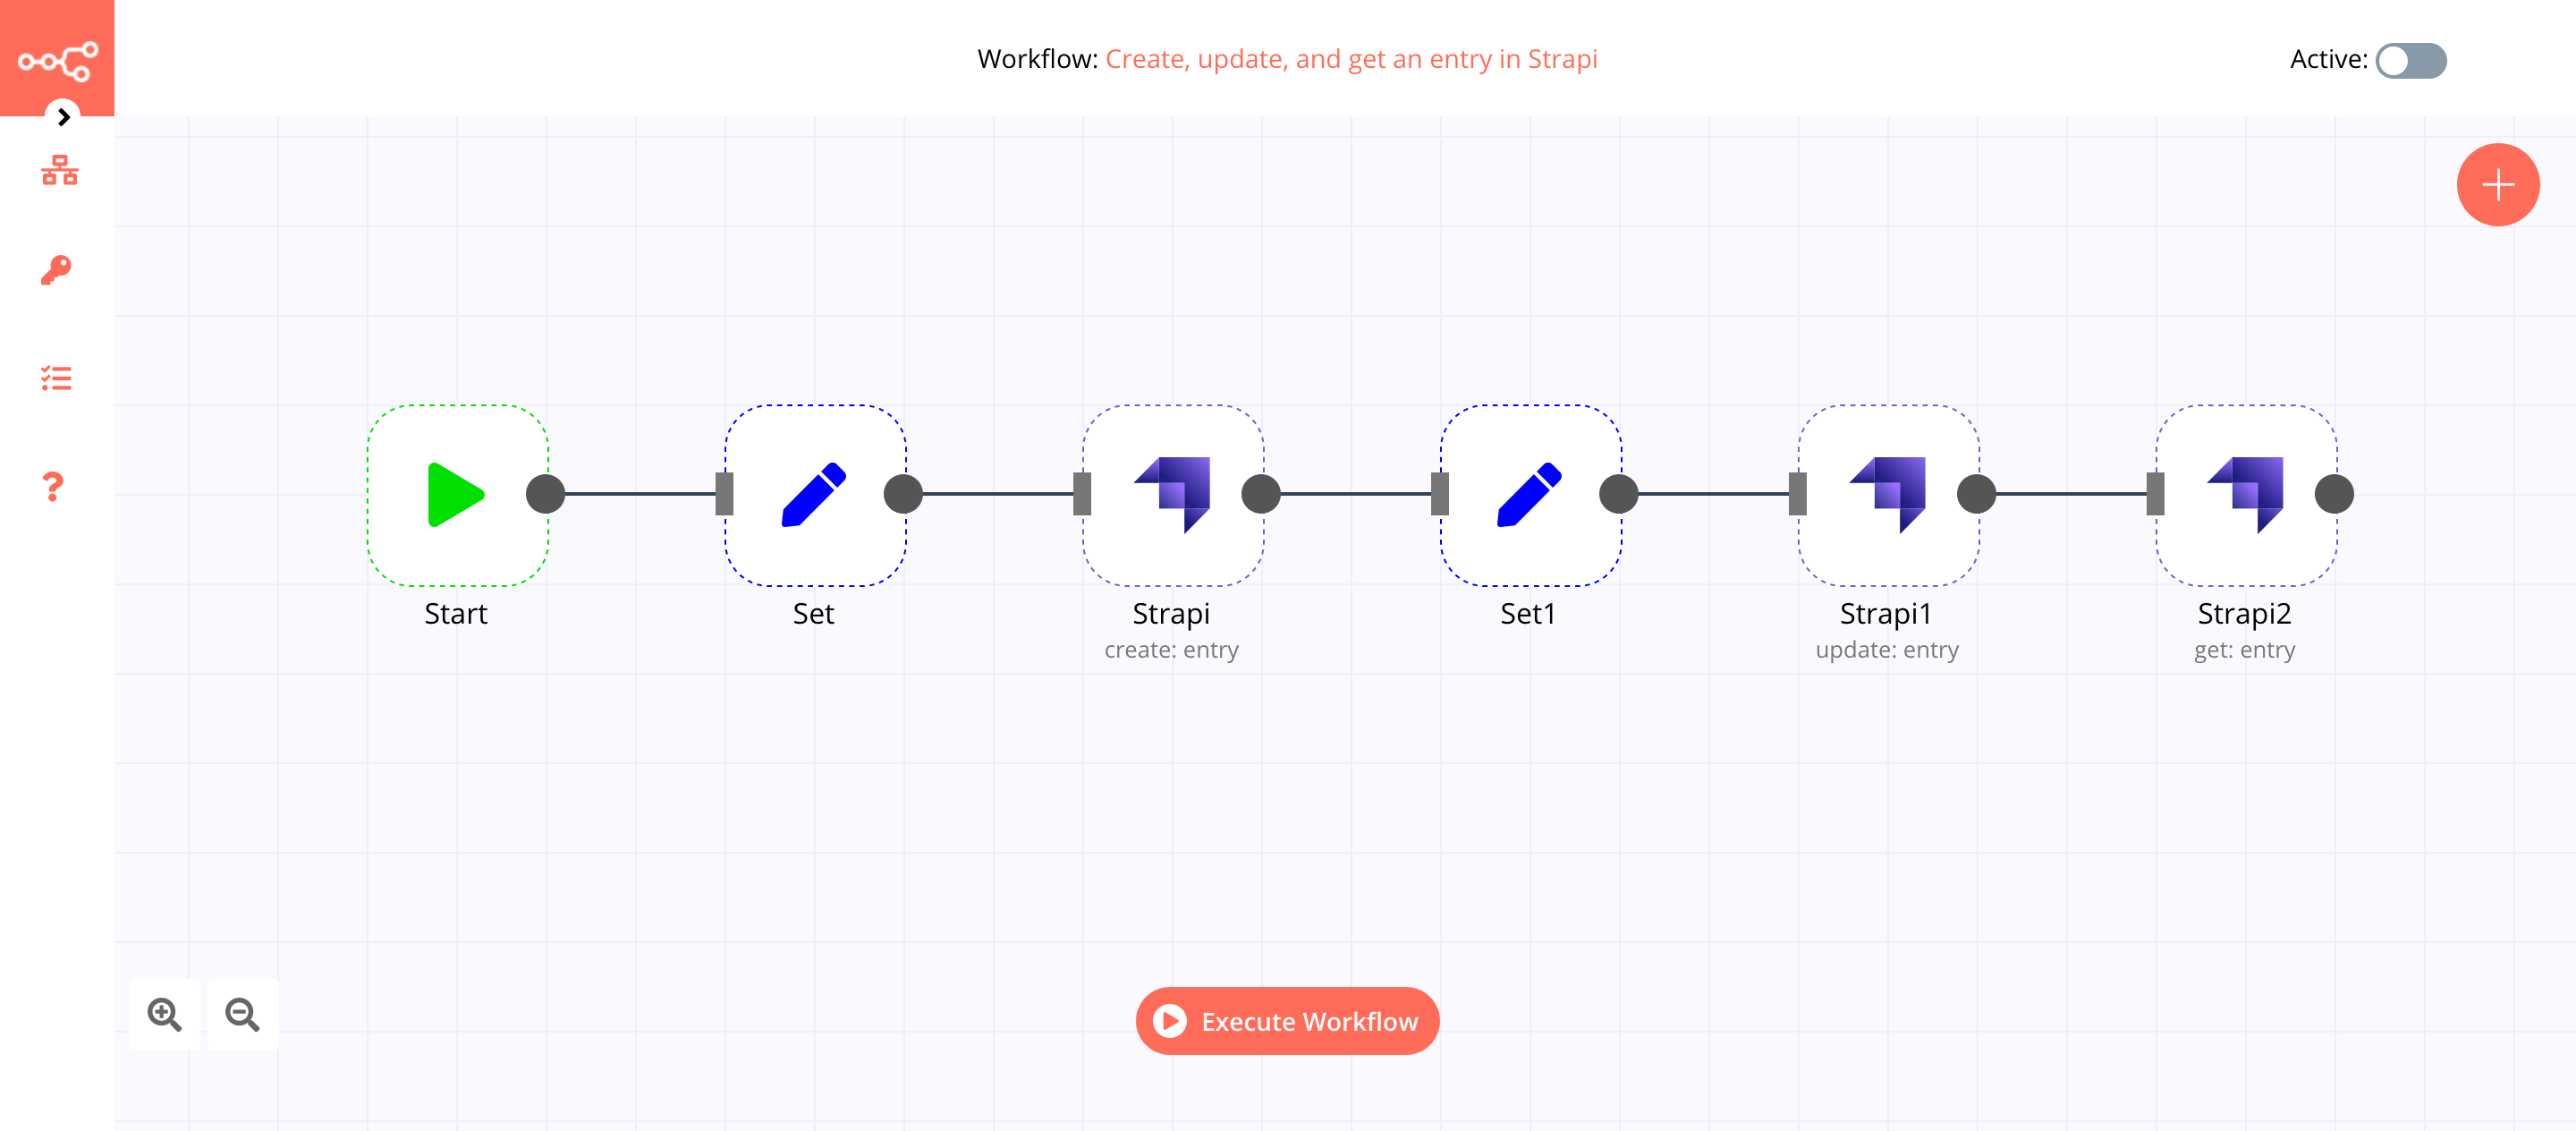 Workflow: Create, update, and get an entry in Strapi
Active:
Start
Set
Strapi
create: entry
Set1
Strapi1
update: entry
Strapi2
get: entry
Execute Workflow